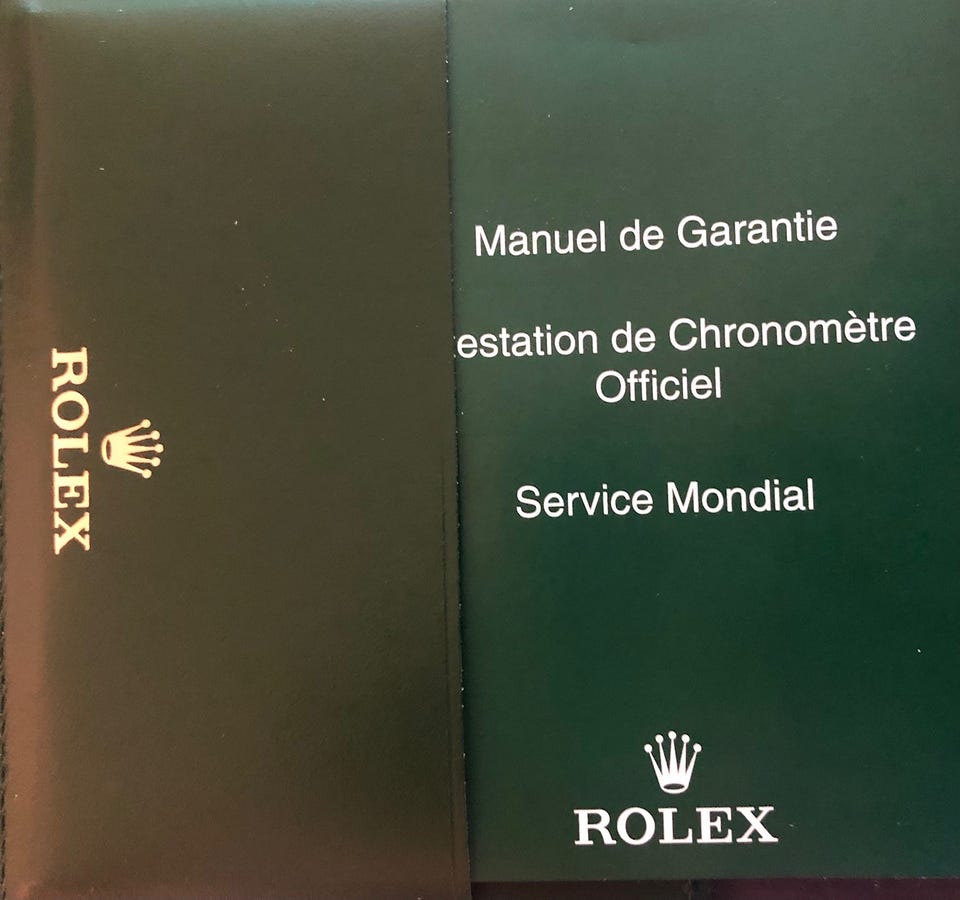 ROLEX
Manuel de Garantie
estation de Chronomètre
Officiel
Service Mondial
ROLEX